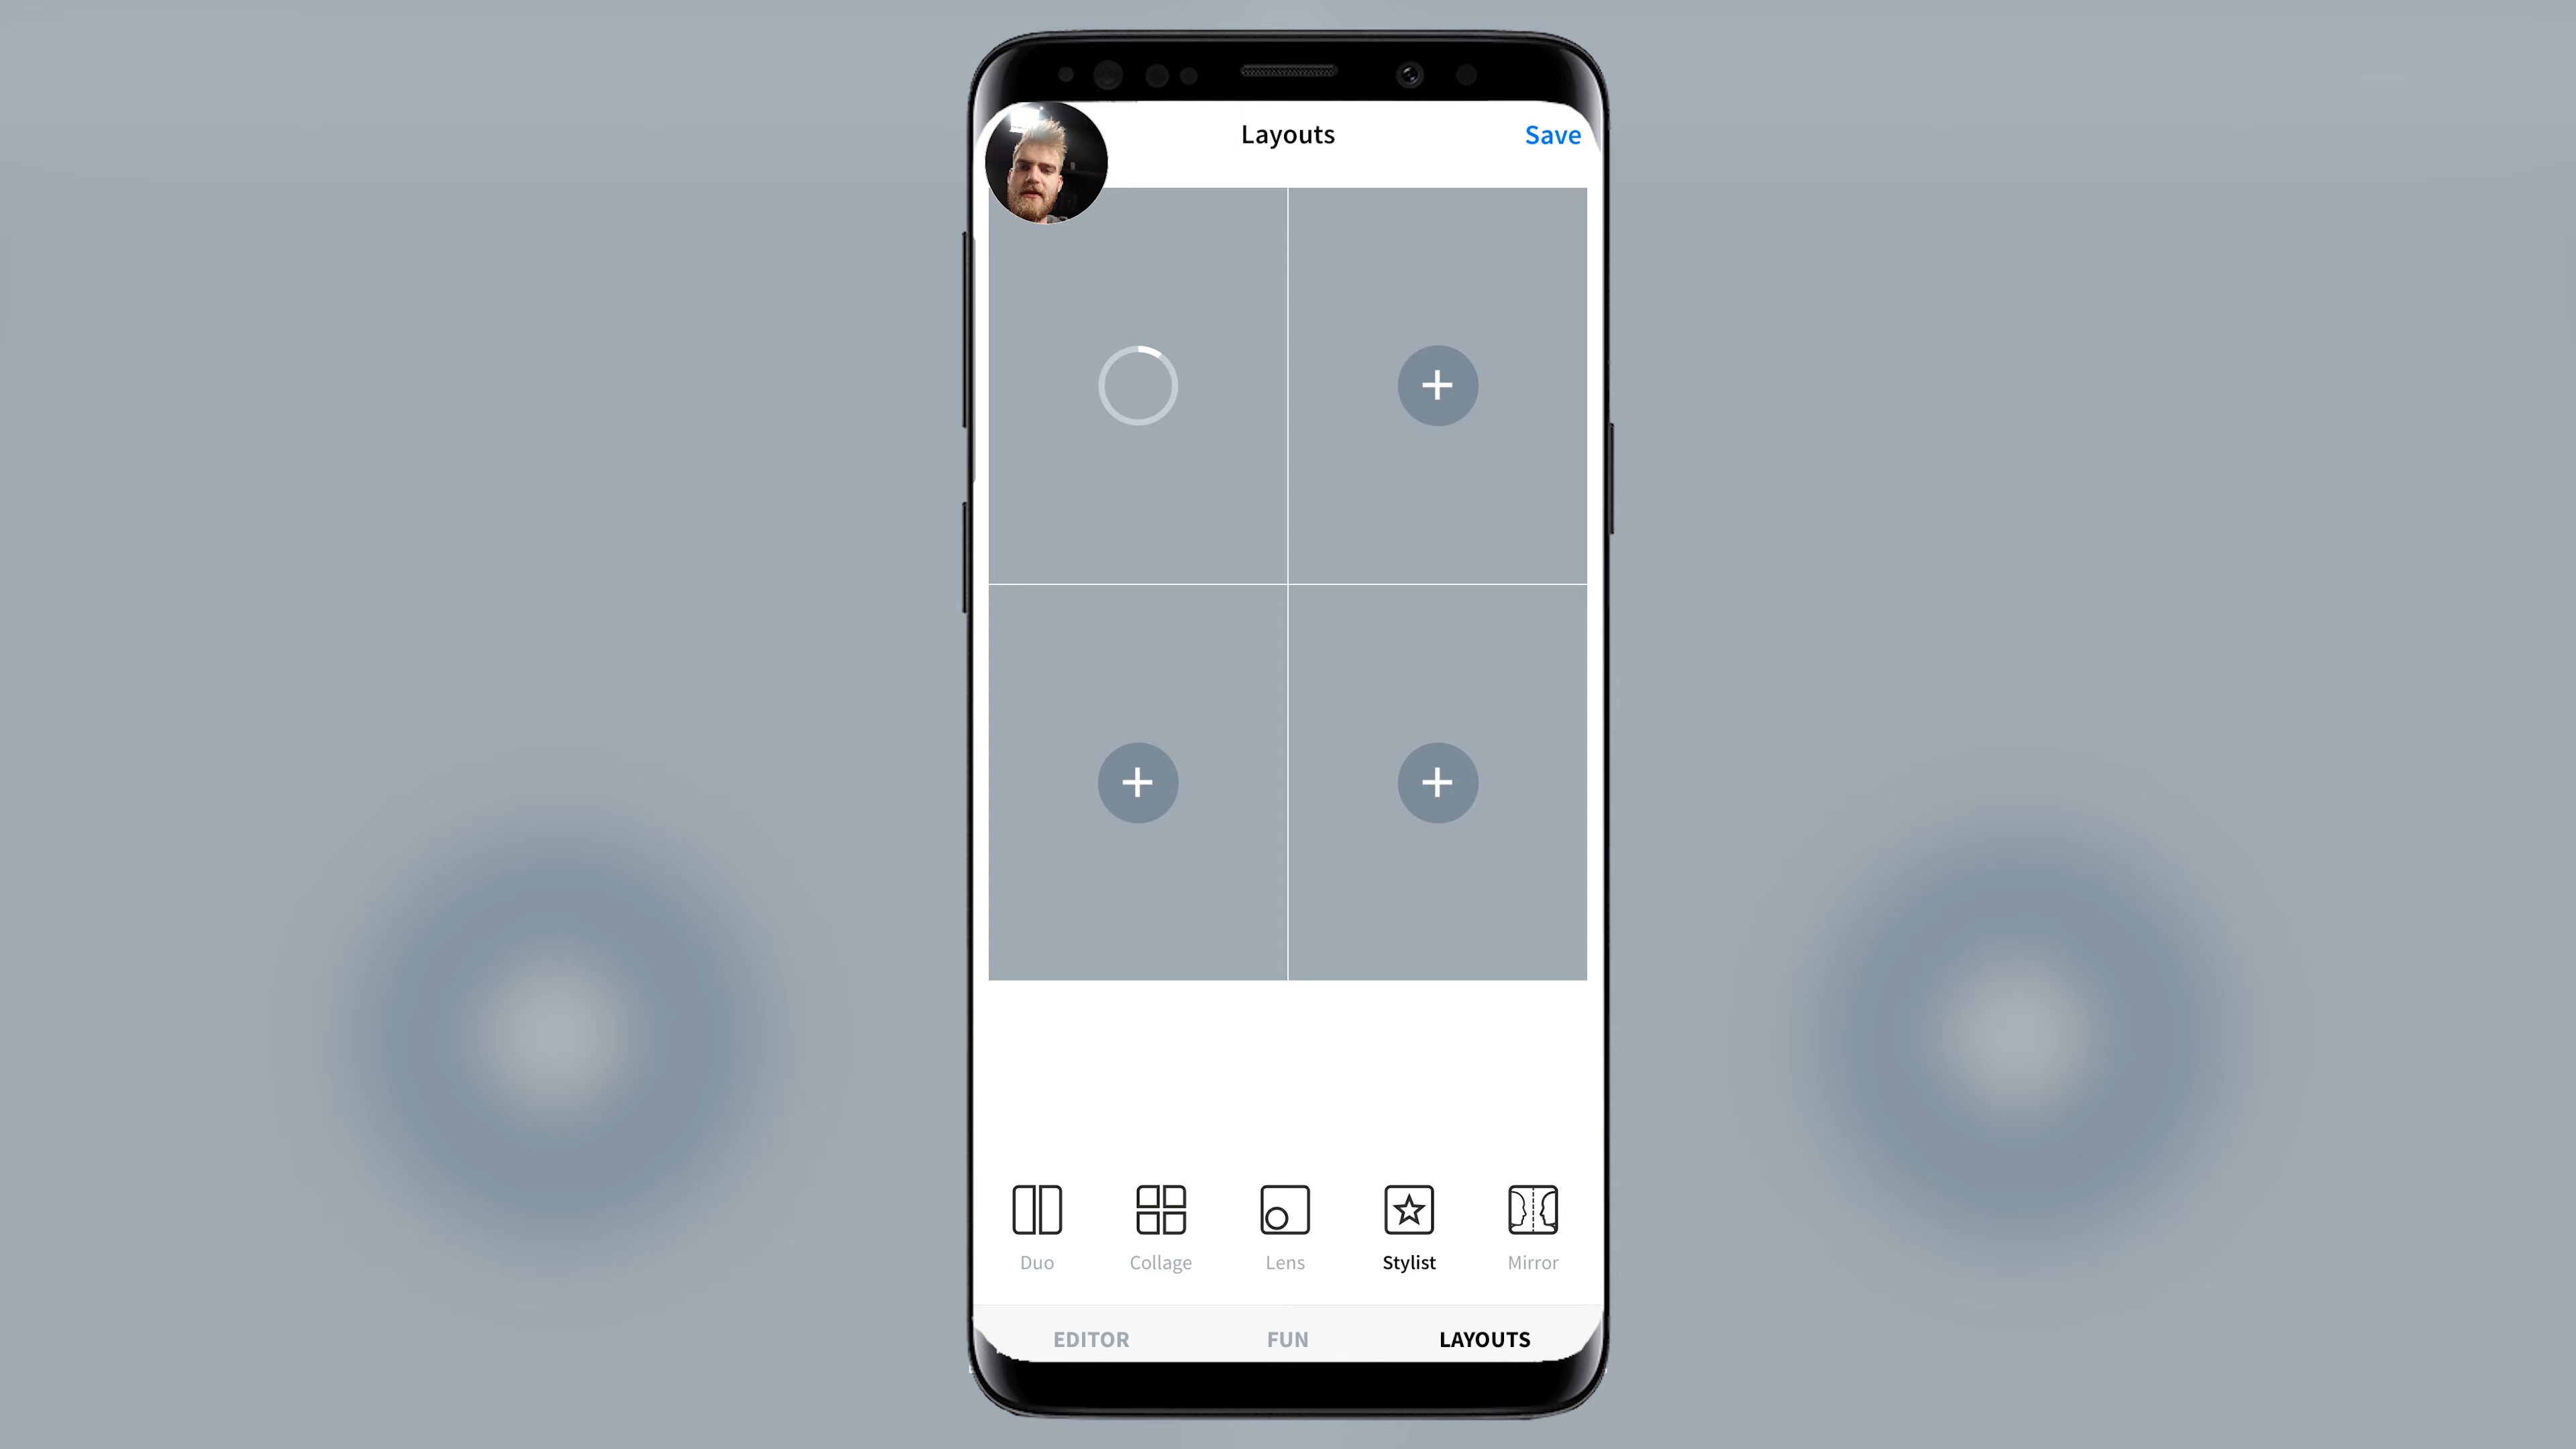 Layouts
Save
Duo
Collage
Lens
Stylist
Mirror
EDITOR
FUN
LAYOUTS